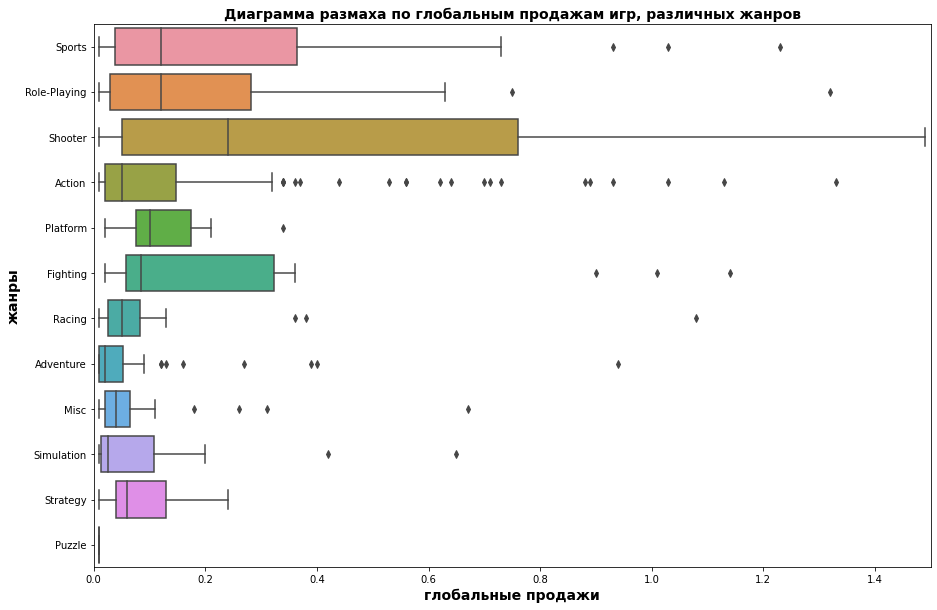 Диаграмма размаха по глобальным продажам игр, различных жанров
Sports
Role-Playing
Shooter
Action
Platform
Fighting
Racing
Adventure
Misc
Simulation
Strategy
Puzzle
жанры
0.0 0.2 0.4 0.6 0.8 1.0 1.2 1.4
глобальные продажи